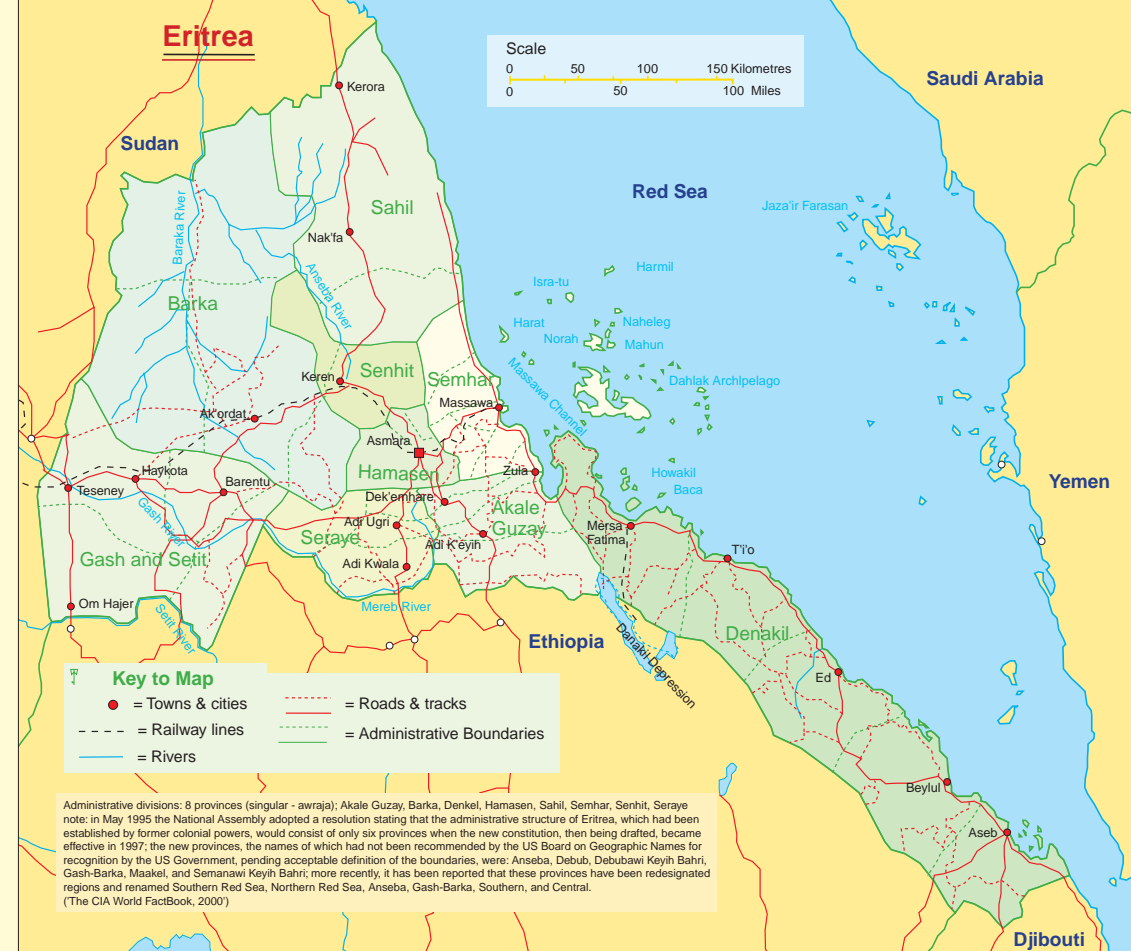 Eritrea
Scale
0 50 100 150 Kilometres
0 50 100 Miles
Saudi Arabia
Sudan
Red Sea
Kerora
Jaza'ir Farasan
Baraka River
Sahil
Nak'fa
Anseba River
Harmil
Isra-tu
Barka
Harat
Naheleg
Norah
Mahun
Massawa Channel
Senhit
Keren
Semhar
Dahlak Archlpelago
Massawa
Ak'ordat
Asmara
Haykota
Hamasen
Zula
Howakil
Teseney
Barentu
Baca
Yemen
Dek'emhare
Akale
Guzay
Gash River
Adi Ugri
Mersa
Fatima
Seraye
Adi K'eyih
T'i'o
Gash and Setit
Adi Kwala
Om Hajer
Mereb River
Setit River
Ethiopia
Danakil Depression
Denakil
Ed
Key to Map
= Towns & cities
= Roads & tracks
= Railway lines
= Administrative Boundaries
= Rivers
Beylul
Aseb
Administrative divisions: 8 provinces (singular - awraja); Akale Guzay, Barka, Denkel, Hamasen, Sahil, Semhar, Senhit, Seraye
note: in May 1995 the National Assembly adopted a resolution stating that the administrative structure of Eritrea, which had been
established by former colonial powers, would consist of only six provinces when the new constitution, then being drafted, became
effective in 1997; the new provinces, the names of which had not been recommended by the US Board on Geographic Names for
recognition by the US Government, pending acceptable definition of the boundaries, were: Anseba, Debub, Debubawi Keyih Bahri,
Gash-Barka, Maakel, and Semanawi Keyih Bahri; more recently, it has been reported that these provinces have been redesignated
regions and renamed Southern Red Sea, Northern Red Sea, Anseba, Gash-Barka, Southern, and Central.
('The CIA World FactBook, 2000')
Djibouti